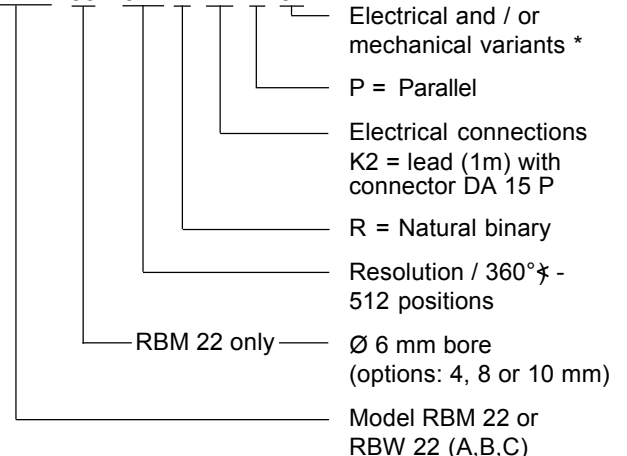 Electrical and / or
mechanical variants *
P = Parallel
Electrical connections
K2 = lead (1m) with
connector DA 15 P
R = Natural binary
Resolution / 360°∢ -
512 positions
RBM 22 only
Ø 6 mm bore
(options: 4, 8 or 10 mm)
Model RBM 22 or
RBW 22 (A,B,C)